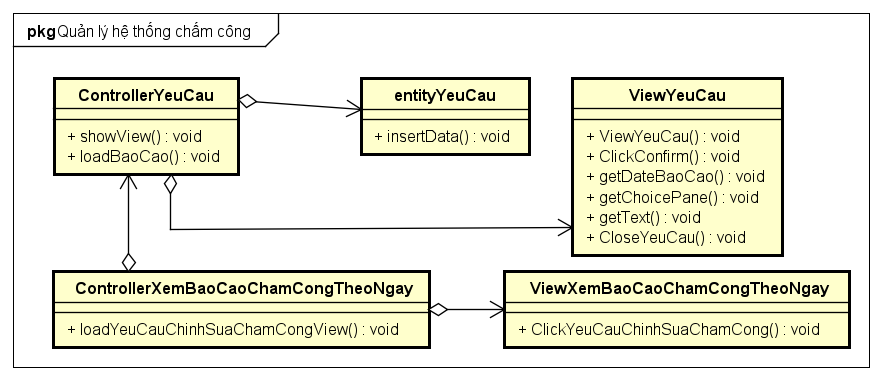 pkg Quản lý hệ thống chấm công
ControllerYeuCau
+ showView() : void
+ loadBaoCao() : void
entityYeuCau
+ insertData() : void
ViewYeuCau
+ ViewYeuCau() : void
+ ClickConfirm() : void
+ getDateBaoCao() : void
+ getChoicePane() : void
+ getText() : void
+ CloseYeuCau() : void
ControllerXemBaoCaoChamCongTheoNgay
+ loadYeuCauChinhSuaChamCongView() : void
ViewXemBaoCaoChamCongTheoNgay
+ ClickYeuCauChinhSuaChamCong() : void